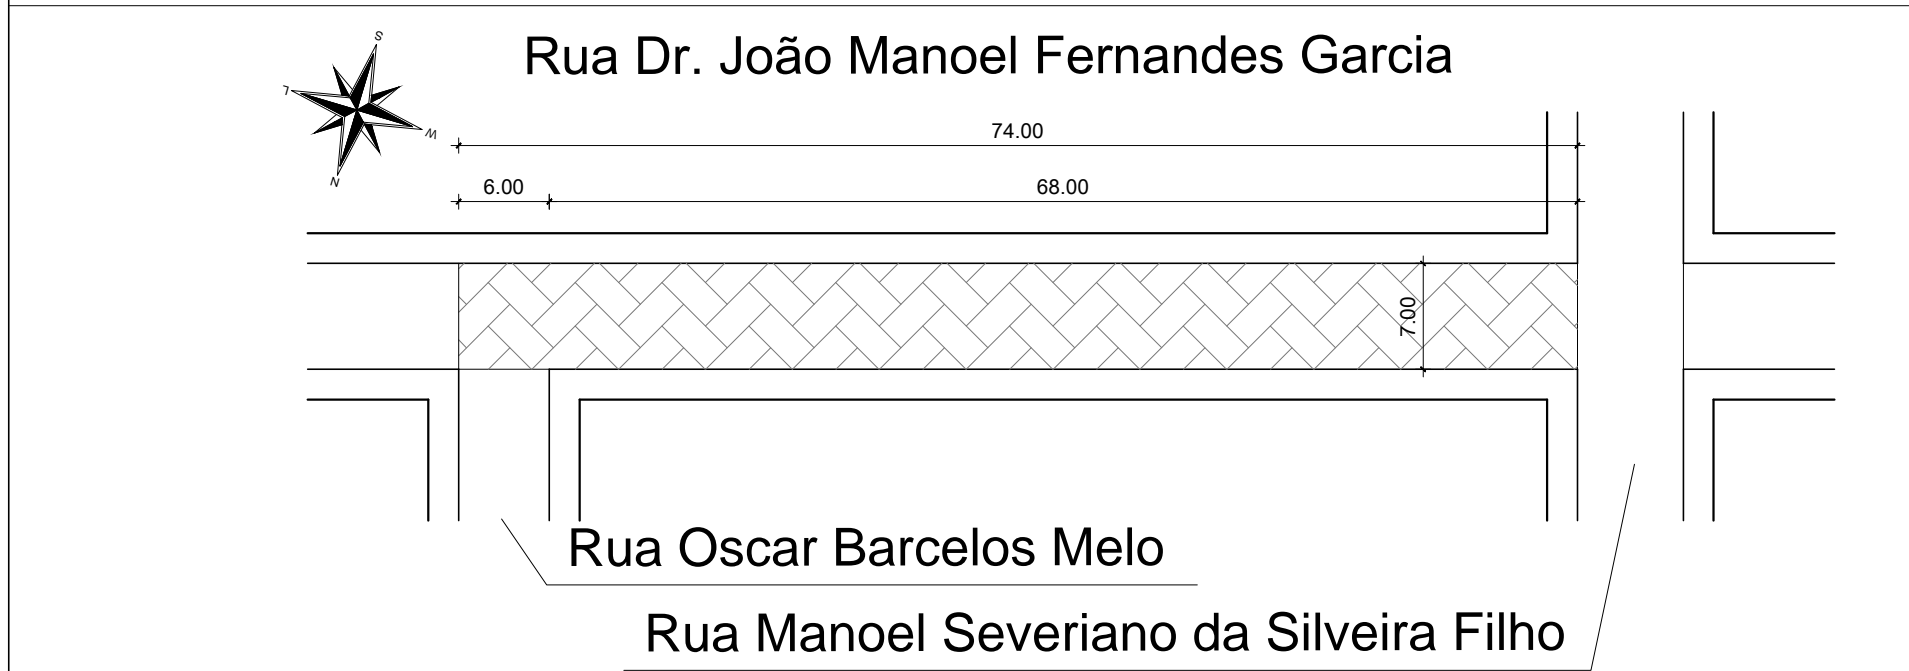 S
Rua Dr. João Manoel Fernandes Garcia
L
W
74.00
N
6.00
68.00
7.00
Rua Oscar Barcelos Melo
Rua Manoel Severiano da Silveira Filho